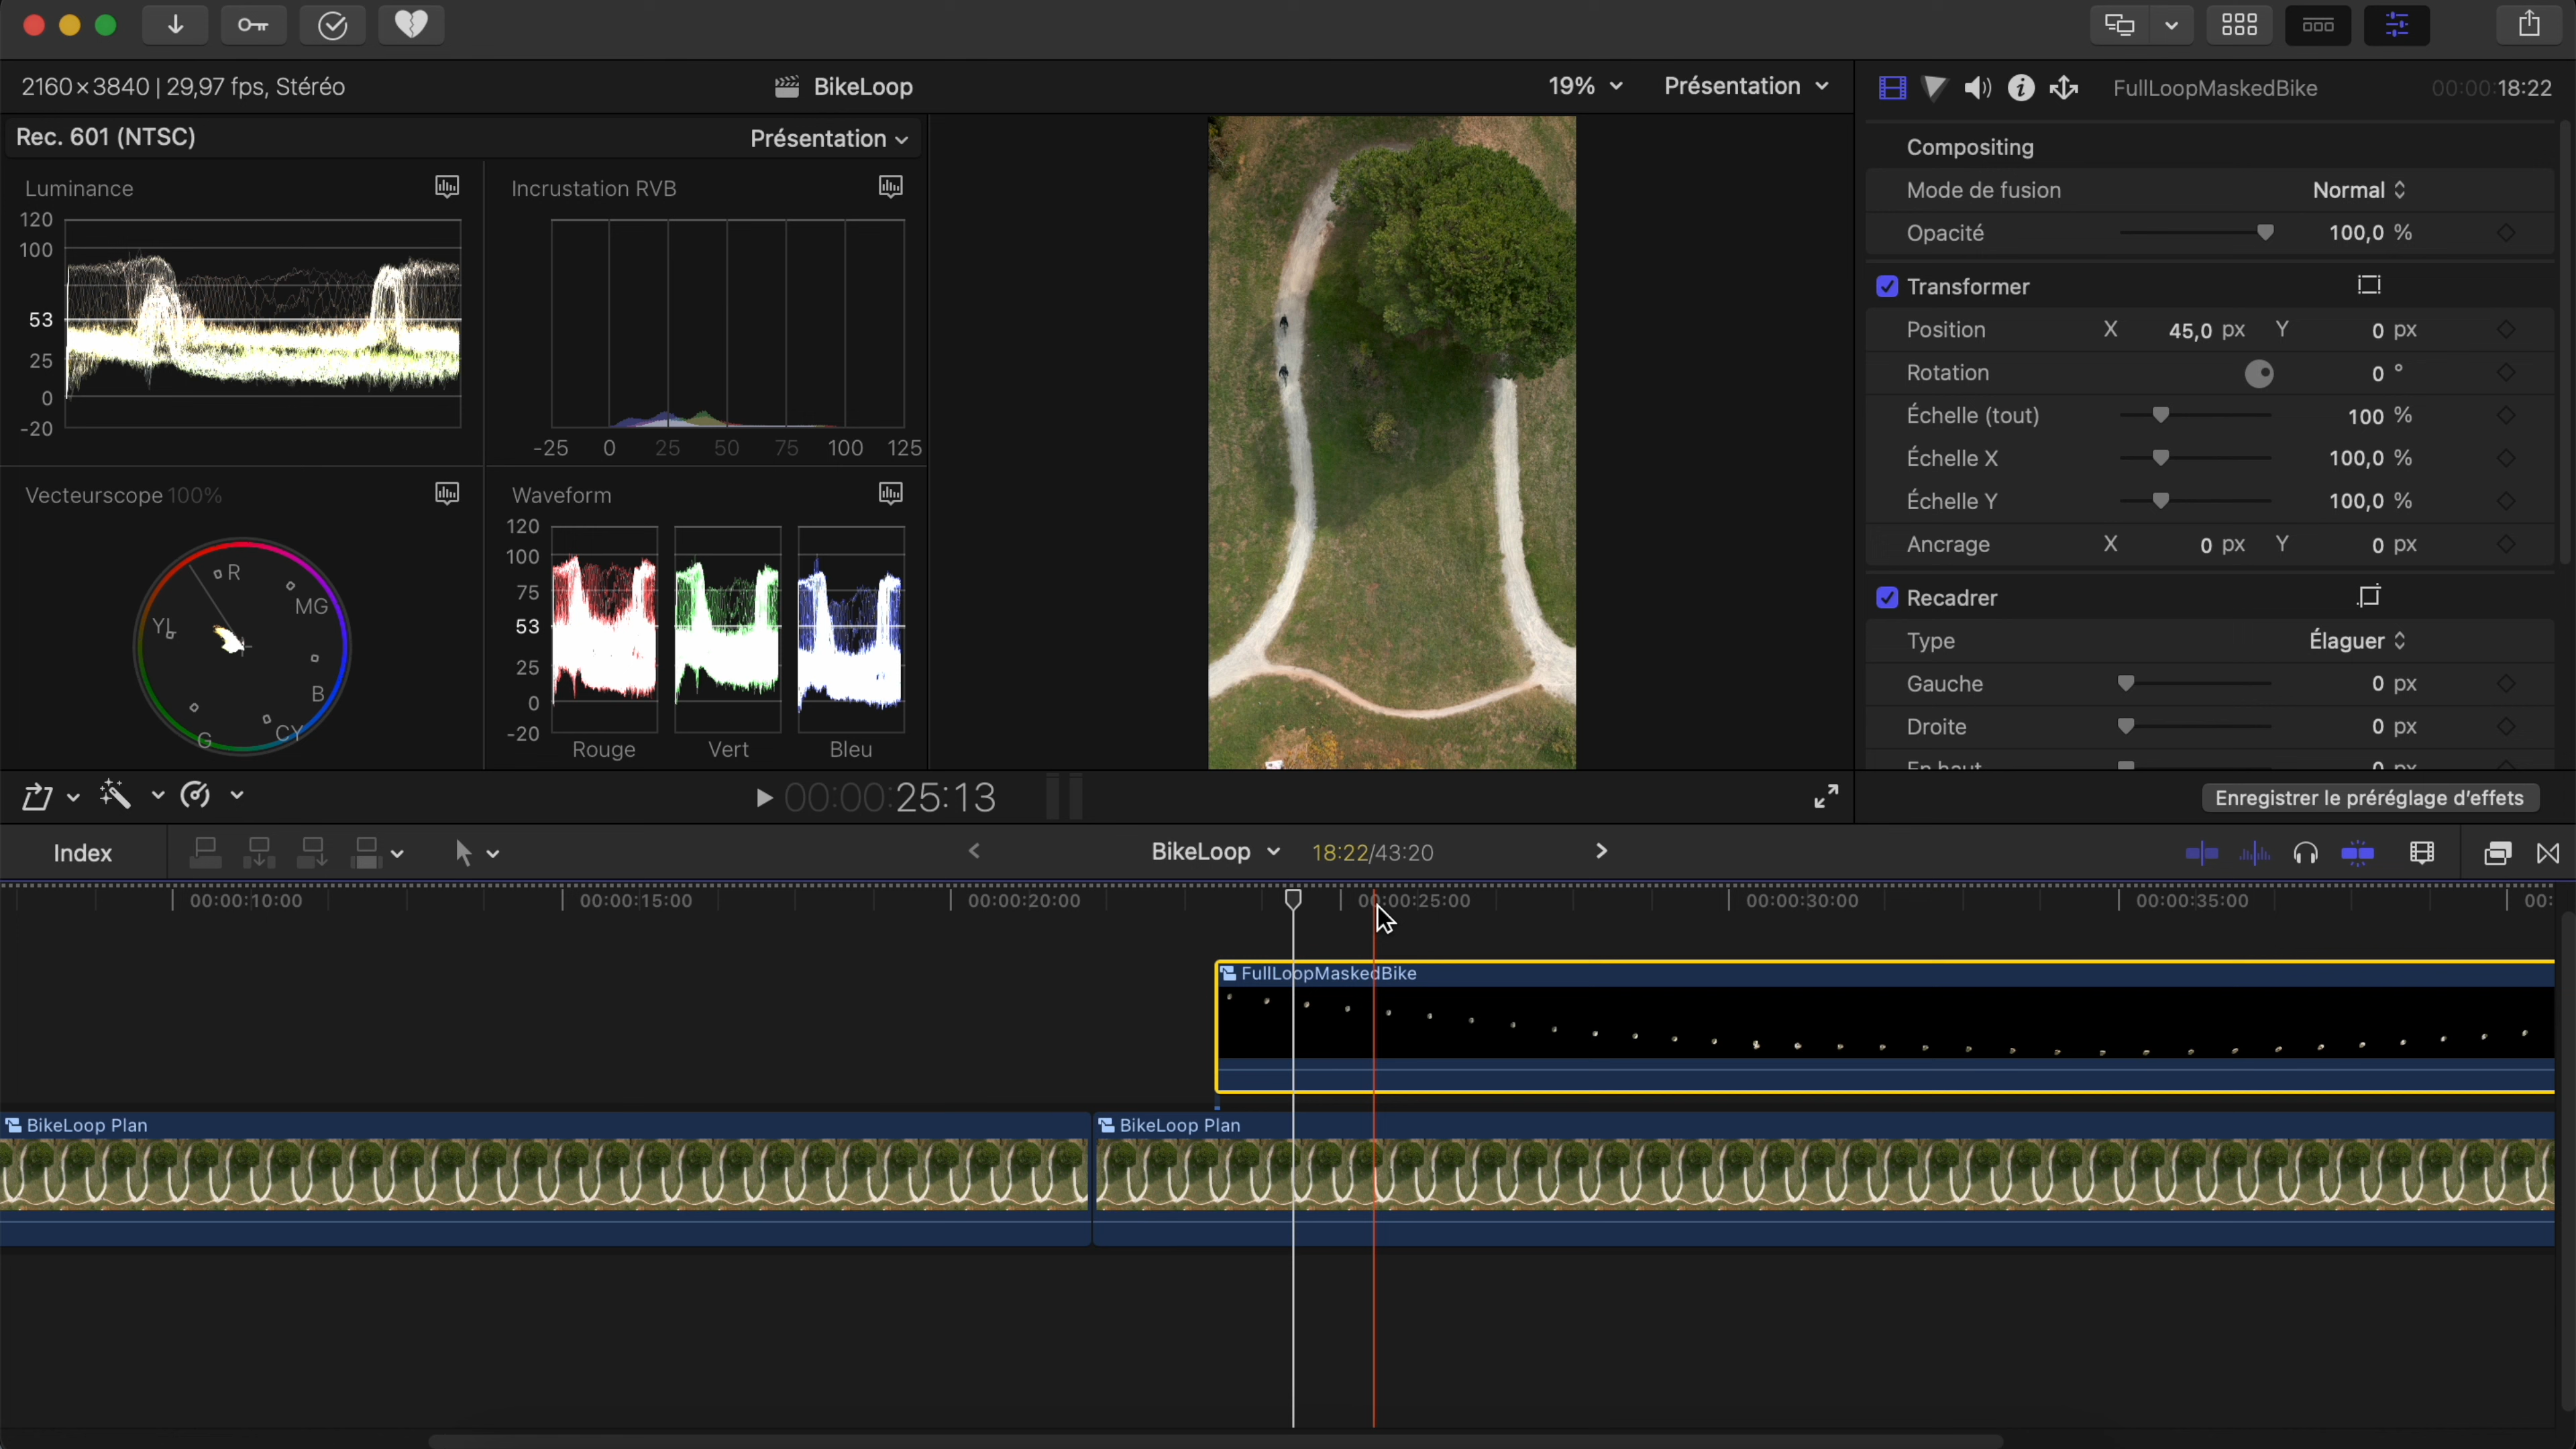 2160×3840 | 29,97 fps, Stéréo
BikeLoop
19%
Présentation
FullLoopMaskedBike
00:00:18:22
Rec. 601 (NTSC)
Présentation
Luminance
120
100
53
25
0
-20
Incrustation RVB
-25 0 25 50 75 100 125
Vecteurscope 100%
R
MG
B
CY
G
YL
Waveform
120
100
75
53
25
0
-20
Rouge
Vert
Bleu
Compositing
Mode de fusion Normal
Opacité 100,0 %
Transformer
Position X 45,0 px Y 0 px
Rotation 0 °
Échelle (tout) 100 %
Échelle X 100,0 %
Échelle Y 100,0 %
Ancrage X 0 px Y 0 px
Recadrer
Type Élaguer
Gauche 0 px
Droite 0 px
En haut 0 px
00:00:25:13
Enregistrer le préréglage d'effets
Index
BikeLoop
18:22/43:20
00:00:10:00 00:00:15:00 00:00:20:00 00:00:25:00 00:00:30:00 00:00:35:00 00:
FullLoopMaskedBike
BikeLoop Plan
BikeLoop Plan